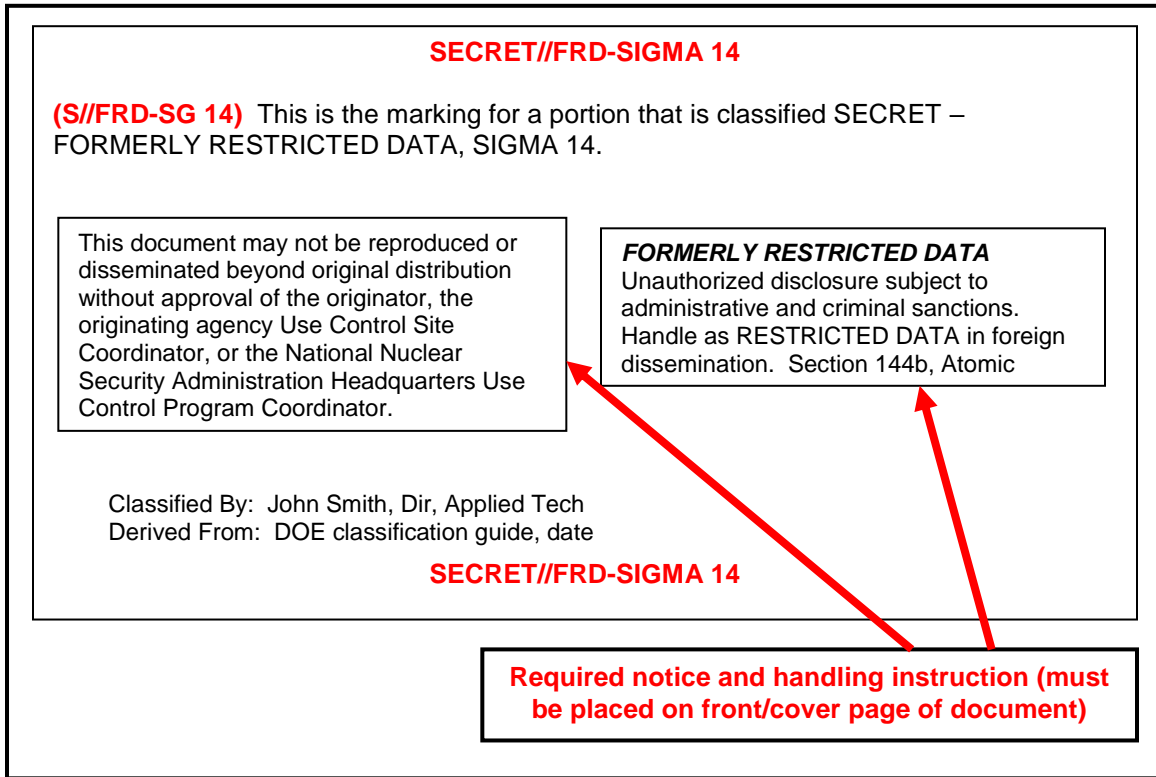 SECRET//FRD-SIGMA 14
(S//FRD-SG 14) This is the marking for a portion that is classified SECRET –
FORMERLY RESTRICTED DATA, SIGMA 14.
This document may not be reproduced or
disseminated beyond original distribution
without approval of the originator, the
originating agency Use Control Site
Coordinator, or the National Nuclear
Security Administration Headquarters Use
Control Program Coordinator.
FORMERLY RESTRICTED DATA
Unauthorized disclosure subject to
administrative and criminal sanctions.
Handle as RESTRICTED DATA in foreign
dissemination. Section 144b, Atomic
Classified By: John Smith, Dir, Applied Tech
Derived From: DOE classification guide, date
SECRET//FRD-SIGMA 14
Required notice and handling instruction (must
be placed on front/cover page of document)